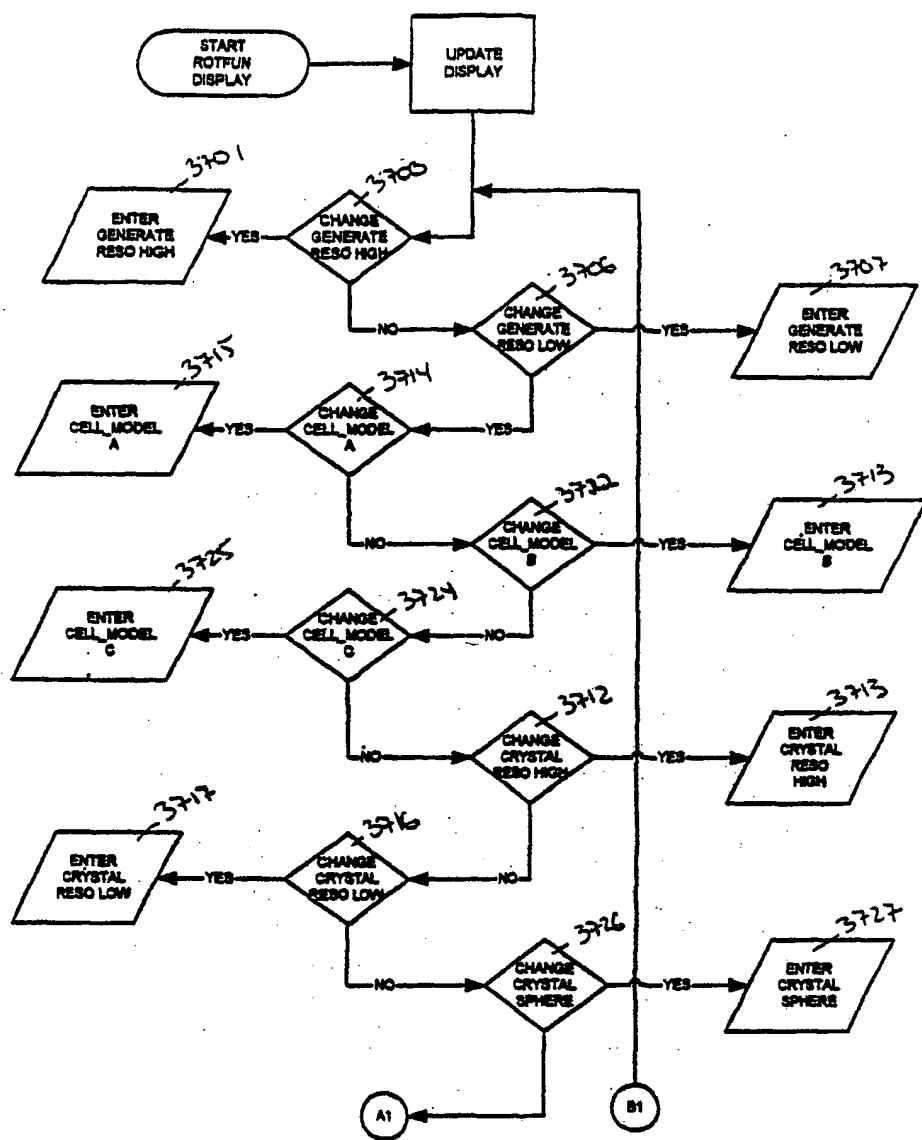 START
ROTFUN
DISPLAY
UPDATE
DISPLAY
3701
ENTER
GENERATE
RESO HIGH
YES
3700
CHANGE
GENERATE
RESO HIGH
NO
3706
CHANGE
GENERATE
RESO LOW
YES
3707
ENTER
GENERATE
RESO LOW
3715
ENTER
CELL_MODEL
A
YES
3714
CHANGE
CELL_MODEL
A
YES
NO
3722
CHANGE
CELL_MODEL
B
YES
3713
ENTER
CELL_MODEL
B
3725
ENTER
CELL_MODEL
C
YES
3724
CHANGE
CELL_MODEL
C
NO
NO
3712
CHANGE
CRYSTAL
RESO HIGH
YES
3713
ENTER
CRYSTAL
RESO
HIGH
3717
ENTER
CRYSTAL
RESO LOW
YES
3716
CHANGE
CRYSTAL
RESO LOW
NO
NO
3726
CHANGE
CRYSTAL
SPHERE
YES
3727
ENTER
CRYSTAL
SPHERE
A1
B1